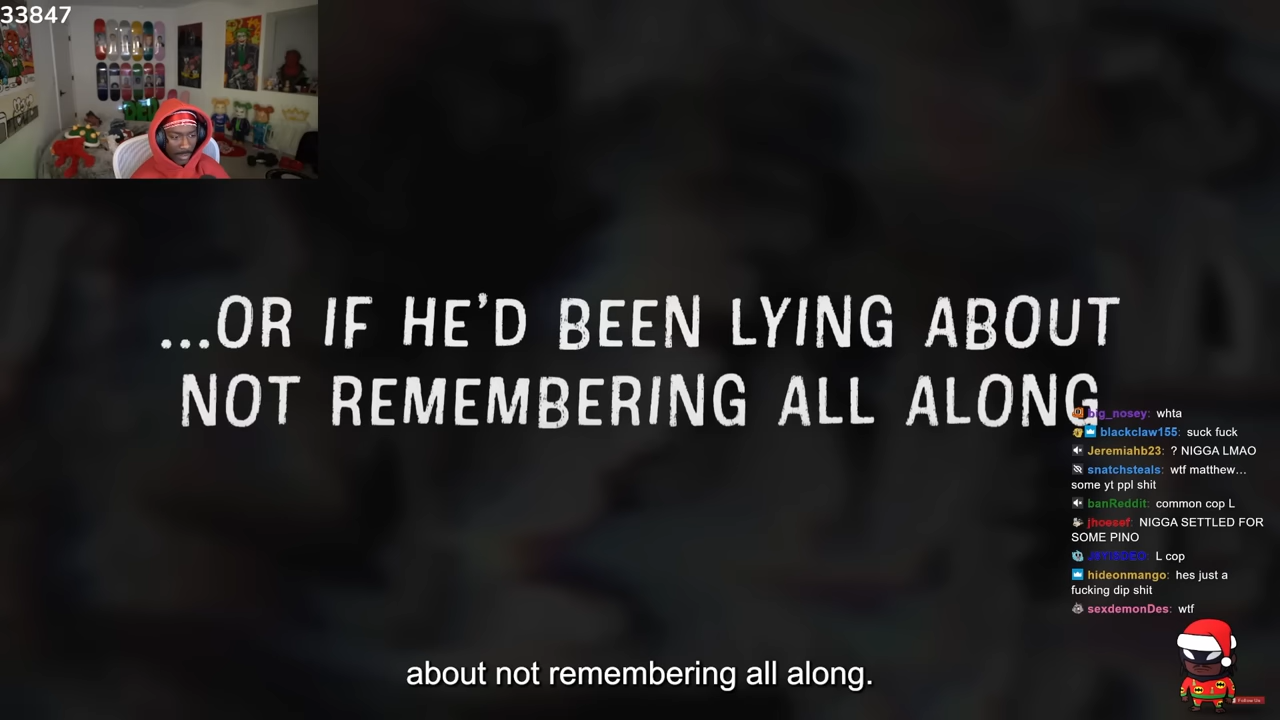 33847
...OR IF HE'D BEEN LYING ABOUT
NOT REMEMBERING ALL ALONG
big_nosey: whta
blackclaw155: suck fuck
Jeremiahb23: ? NIGGA LMAO
snatchsteals: wtf matthew...
some yt ppl shit
banReddit: common cop L
jhoesef: NIGGA SETTLED FOR
SOME PINO
: L cop
hideonmango: hes just a
fucking dip shit
sexdemonDes: wtf
about not remembering all along.
Follow Us